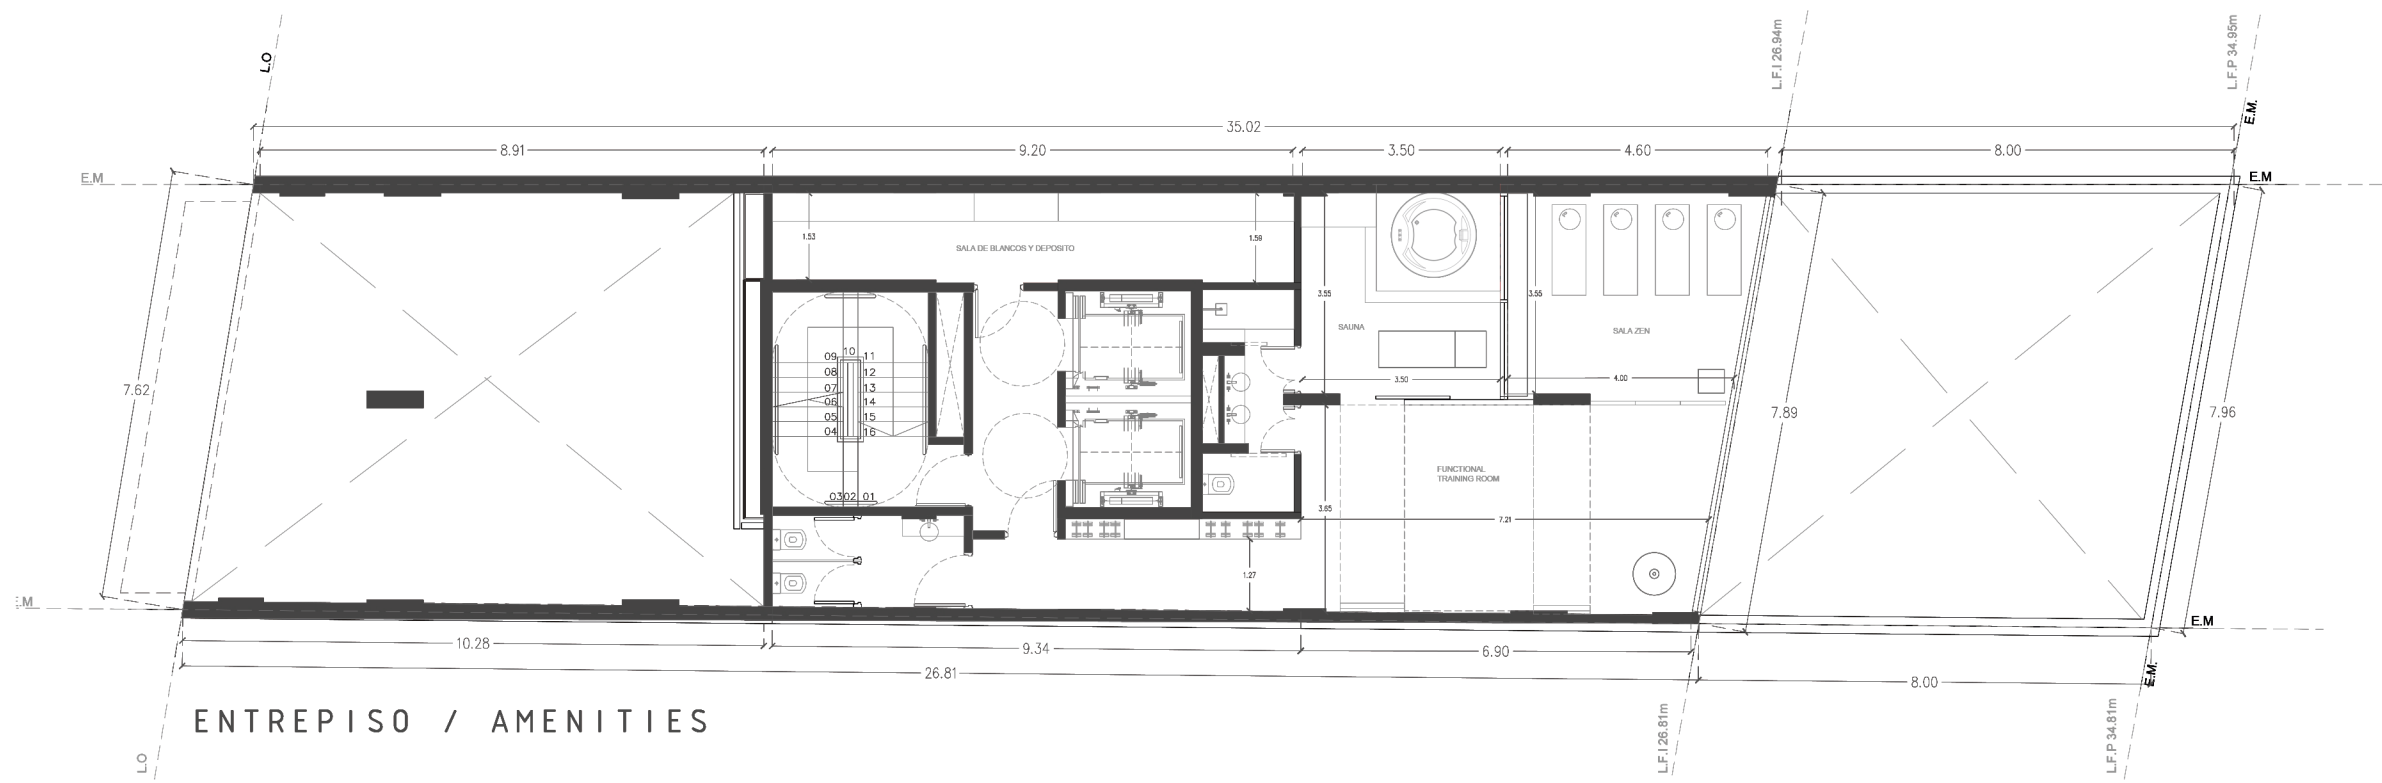 L.O
L.F.I 26.94m
L.F.P 34.95m
E.M.
35.02
8.91
9.20
3.50
4.60
8.00
E.M
E.M
1.53
SALA DE BLANCOS Y DEPOSITO
1.59
3.55
3.55
SAUNA
SALA ZEN
09 10 11
08 12
07 13
06 14
05 15
04 16
03 02 01
3.50
4.00
7.62
7.89
7.96
FUNCTIONAL
TRAINING ROOM
3.65
7.21
1.27
E.M
E.M
10.28
9.34
6.90
26.81
8.00
E.M.
ENTREPISO / AMENITIES
L.O
L.F.I 26.81m
L.F.P 34.81m